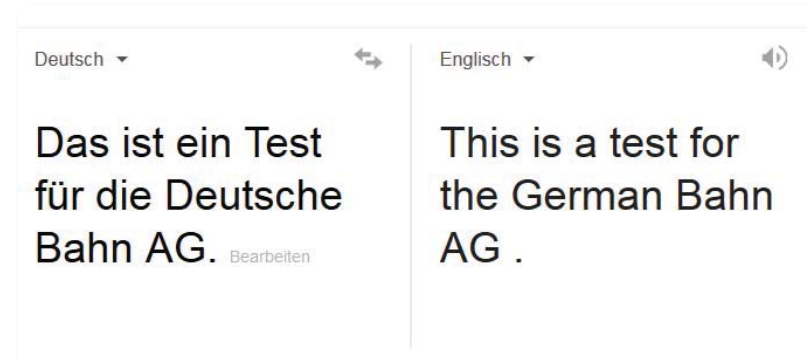 Deutsch
Englisch
Das ist ein Test
für die Deutsche
Bahn AG. Bearbeiten
This is a test for
the German Bahn
AG .